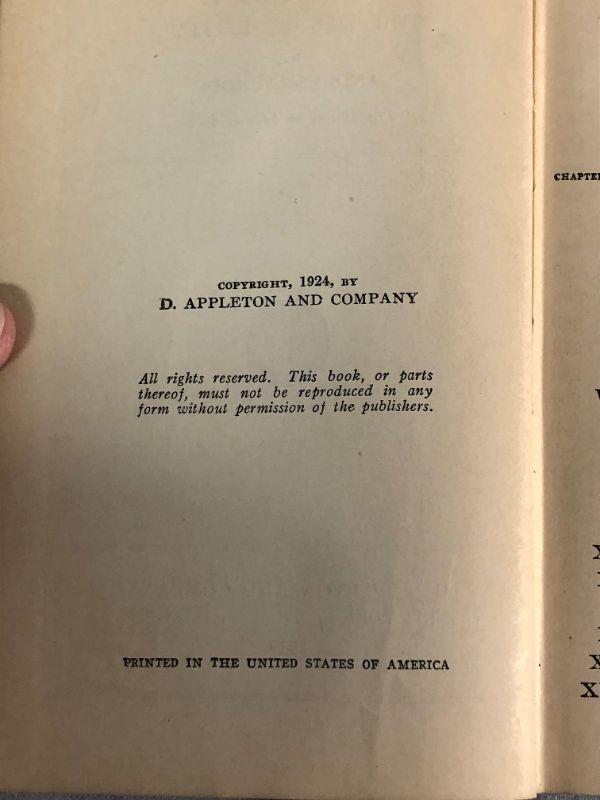 COPYRIGHT, 1924, BY
D. APPLETON AND COMPANY
All rights reserved. This book, or parts
thereof, must not be reproduced in any
form without permission of the publishers.
PRINTED IN THE UNITED STATES OF AMERICA
CHAPTE